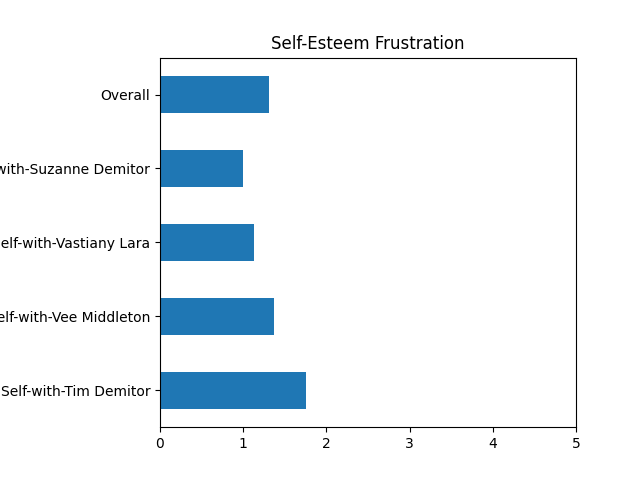 Self-Esteem Frustration
Overall
with-Suzanne Demitor
elf-with-Vastiany Lara
elf-with-Vee Middleton
Self-with-Tim Demitor
0 1 2 3 4 5